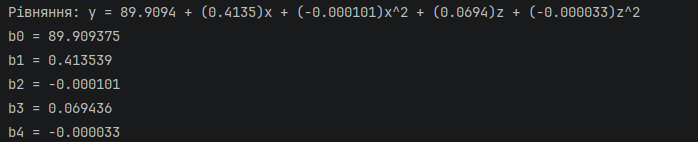 Рівняння: y = 89.9094 + (0.4135)x + (-0.000101)x^2 + (0.0694)z + (-0.000033)z^2
b0 = 89.909375
b1 = 0.413539
b2 = -0.000101
b3 = 0.069436
b4 = -0.000033